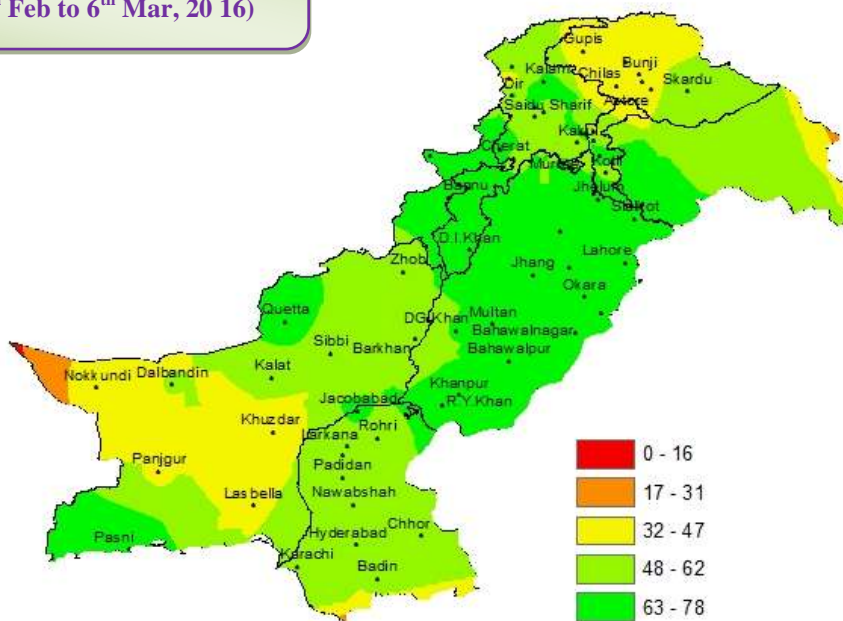 Feb to 6th Mar, 20 16)
Gupis
Bunji
Kalam
Chilas
Skardu
Dir
Astore
Saidu Sharif
Kakul
Cherat
Murree
Kotli
Bannu
Jhelum
Sialkot
D.I.Khan
Lahore
Zhob
Jhang
Okara
Quetta
DG.Khan
Multan
Bahawalnagar
Sibbi
Barkhan
Bahawalpur
Nokkundi
Dalbandin
Kalat
Khanpur
Jacobabad
R.Y.Khan
Khuzdar
Rohri
Larkana
Panjgur
Padidan
Lasbella
Nawabshah
Pasni
Hyderabad
Chhor
Karachi
Badin
0 - 16
17 - 31
32 - 47
48 - 62
63 - 78